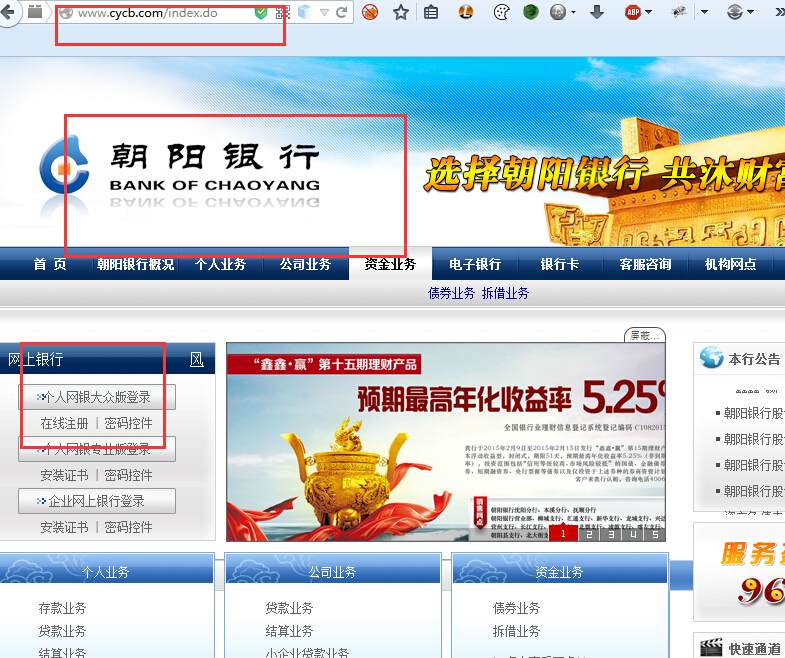 www.cycb.com/index.do
ABP
朝阳银行
BANK OF CHAOYANG
选择朝阳银行 共沐财富
首 页 朝阳银行概况 个人业务 公司业务 资金业务 电子银行 银行卡 客服咨询 机构网点
债券业务 拆借业务
网上银行
个人网银大众版登录
在线注册 | 密码控件
个人网银专业版登录
安装证书 | 密码控件
企业网上银行登录
安装证书 | 密码控件
屏蔽...
“鑫鑫·赢”第十五期理财产品
预期最高年化收益率 5.25%
全国银行业理财信息登记系统登记编码 C108201
销售网点
1 2 3 4 5
本行公告
朝阳银行股
朝阳银行股
朝阳银行股
朝阳银行股
服务
96
快速通道
个人业务
存款业务
贷款业务
结算业务
公司业务
贷款业务
结算业务
小企业贷款业务
资金业务
债券业务
拆借业务